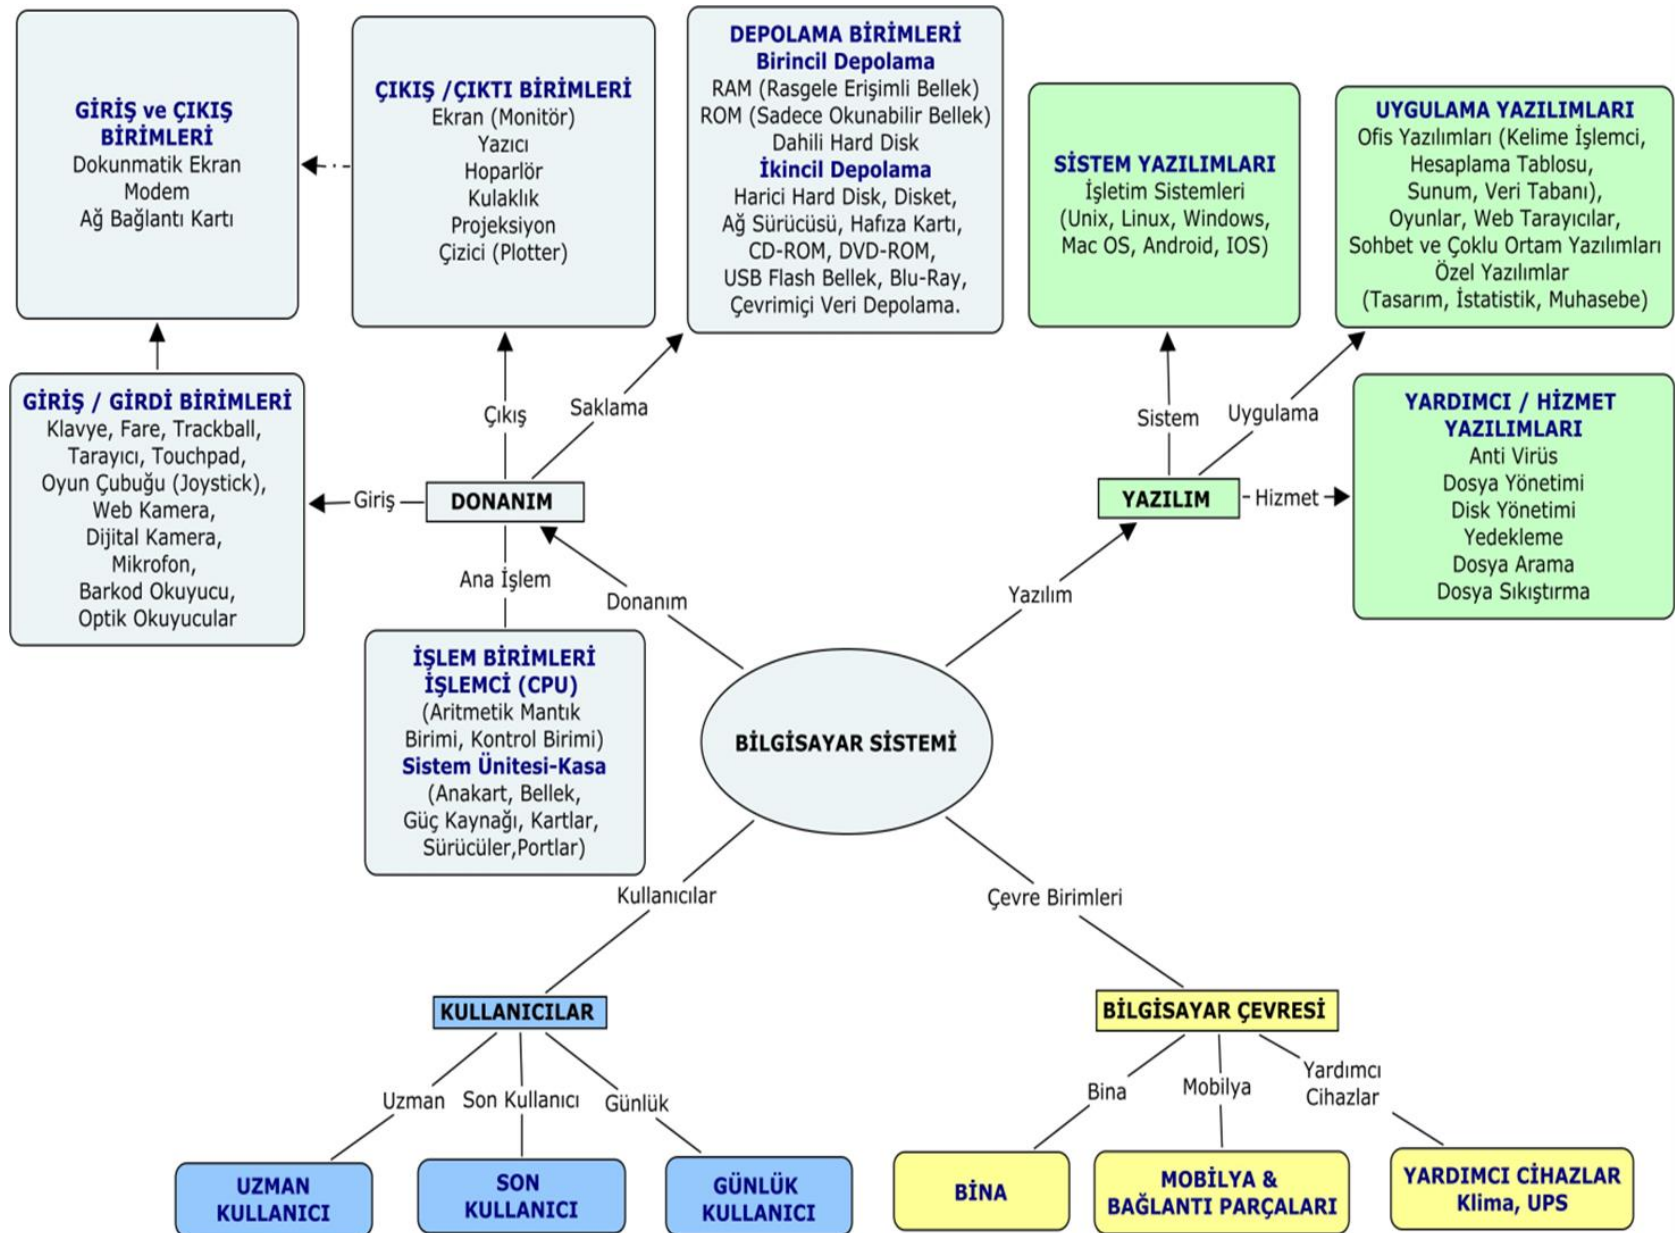 GİRİŞ ve ÇIKIŞ
BİRİMLERİ
Dokunmatik Ekran
Modem
Ağ Bağlantı Kartı
ÇIKIŞ /ÇIKTI BİRİMLERİ
Ekran (Monitör)
Yazıcı
Hoparlör
Kulaklık
Projeksiyon
Çizici (Plotter)
DEPOLAMA BİRİMLERİ
Birincil Depolama
RAM (Rasgele Erişimli Bellek)
ROM (Sadece Okunabilir Bellek)
Dahili Hard Disk
İkincil Depolama
Harici Hard Disk, Disket,
Ağ Sürücüsü, Hafıza Kartı,
CD-ROM, DVD-ROM,
USB Flash Bellek, Blu-Ray,
Çevrimiçi Veri Depolama.
SİSTEM YAZILIMLARI
İşletim Sistemleri
(Unix, Linux, Windows,
Mac OS, Android, IOS)
UYGULAMA YAZILIMLARI
Ofis Yazılımları (Kelime İşlemci,
Hesaplama Tablosu,
Sunum, Veri Tabanı),
Oyunlar, Web Tarayıcılar,
Sohbet ve Çoklu Ortam Yazılımları
Özel Yazılımlar
(Tasarım, İstatistik, Muhasebe)
GİRİŞ / GİRDİ BİRİMLERİ
Klavye, Fare, Trackball,
Tarayıcı, Touchpad,
Oyun Çubuğu (Joystick),
Web Kamera,
Dijital Kamera,
Mikrofon,
Barkod Okuyucu,
Optik Okuyucular
Çıkış
Saklama
Giriş
DONANIM
Ana İşlem
Donanım
Sistem
Uygulama
YAZILIM
Hizmet
Yazılım
YARDIMCI / HİZMET
YAZILIMLARI
Anti Virüs
Dosya Yönetimi
Disk Yönetimi
Yedekleme
Dosya Arama
Dosya Sıkıştırma
İŞLEM BİRİMLERİ
İŞLEMCİ (CPU)
(Aritmetik Mantık
Birimi, Kontrol Birimi)
Sistem Ünitesi-Kasa
(Anakart, Bellek,
Güç Kaynağı, Kartlar,
Sürücüler,Portlar)
BİLGİSAYAR SİSTEMİ
Kullanıcılar
Çevre Birimleri
KULLANICILAR
Uzman
Son Kullanıcı
Günlük
UZMAN
KULLANICI
SON
KULLANICI
GÜNLÜK
KULLANICI
BİLGİSAYAR ÇEVRESİ
Bina
Mobilya
Yardımcı
Cihazlar
BİNA
MOBİLYA &
BAĞLANTI PARÇALARI
YARDIMCI CİHAZLAR
Klima, UPS